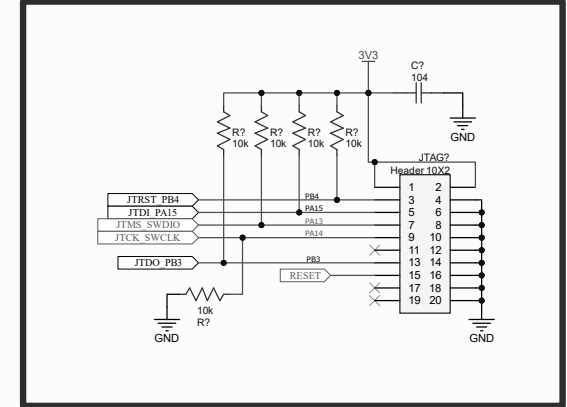 3V3
C?
104
GND
R?
10k
R?
10k
R?
10k
R?
10k
JTAG?
Header 10X2
1 2
JTRST_PB4 PB4 3 4
JTDI_PA15 PA15 5 6
JTMS_SWDIO PA13 7 8
JTCK_SWCLK PA14 9 10
11 12
JTDO_PB3 PB3 13 14
RESET 15 16
17 18
19 20
10k
R?
GND
GND